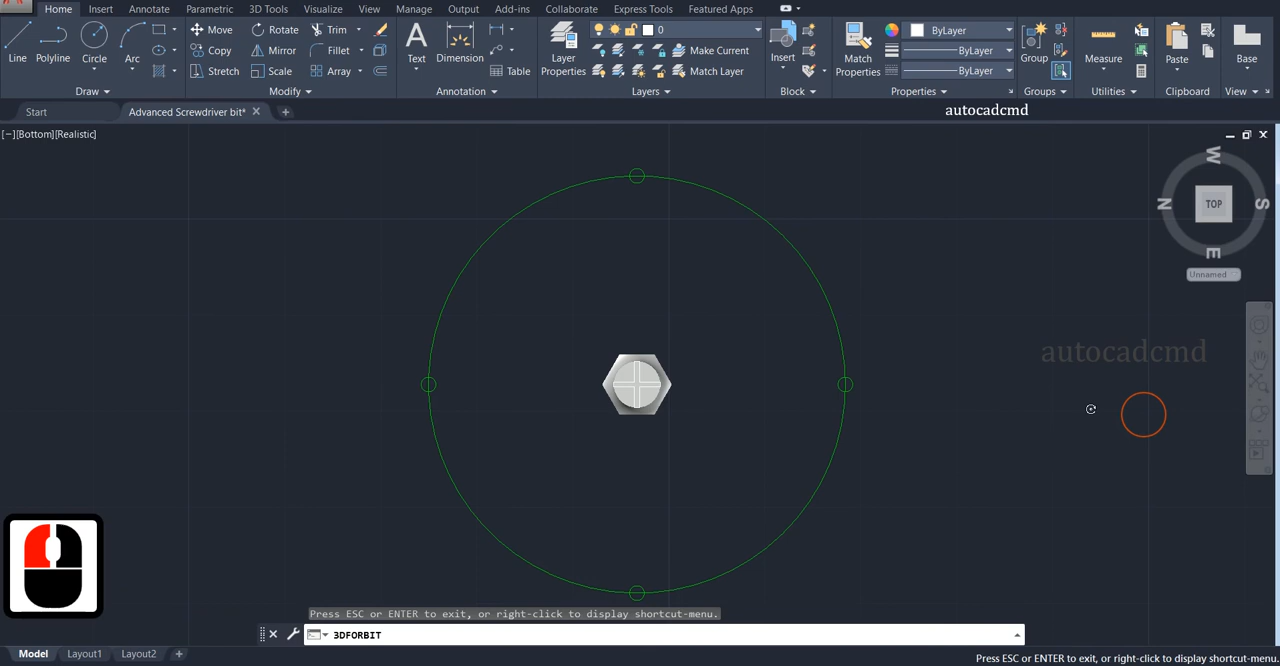 Home Insert Annotate Parametric 3D Tools Visualize View Manage Output Add-ins Collaborate Express Tools Featured Apps
Line
Polyline
Circle
Arc
Draw
Move
Rotate
Trim
Copy
Mirror
Fillet
Stretch
Scale
Array
Modify
Text
Dimension
Table
Annotation
Layer
Properties
0
Make Current
Match Layer
Layers
Insert
Block
Match
Properties
ByLayer
ByLayer
ByLayer
Properties
Group
Groups
Measure
Utilities
Paste
Clipboard
Base
View
Start
Advanced Screwdriver bit*
autocadcmd
[−][Bottom][Realistic]
W
N
TOP
S
E
Unnamed
autocadcmd
Press ESC or ENTER to exit, or right-click to display shortcut-menu.
3DFORBIT
Model Layout1 Layout2
Press ESC or ENTER to exit, or right-click to display shortcut-menu.